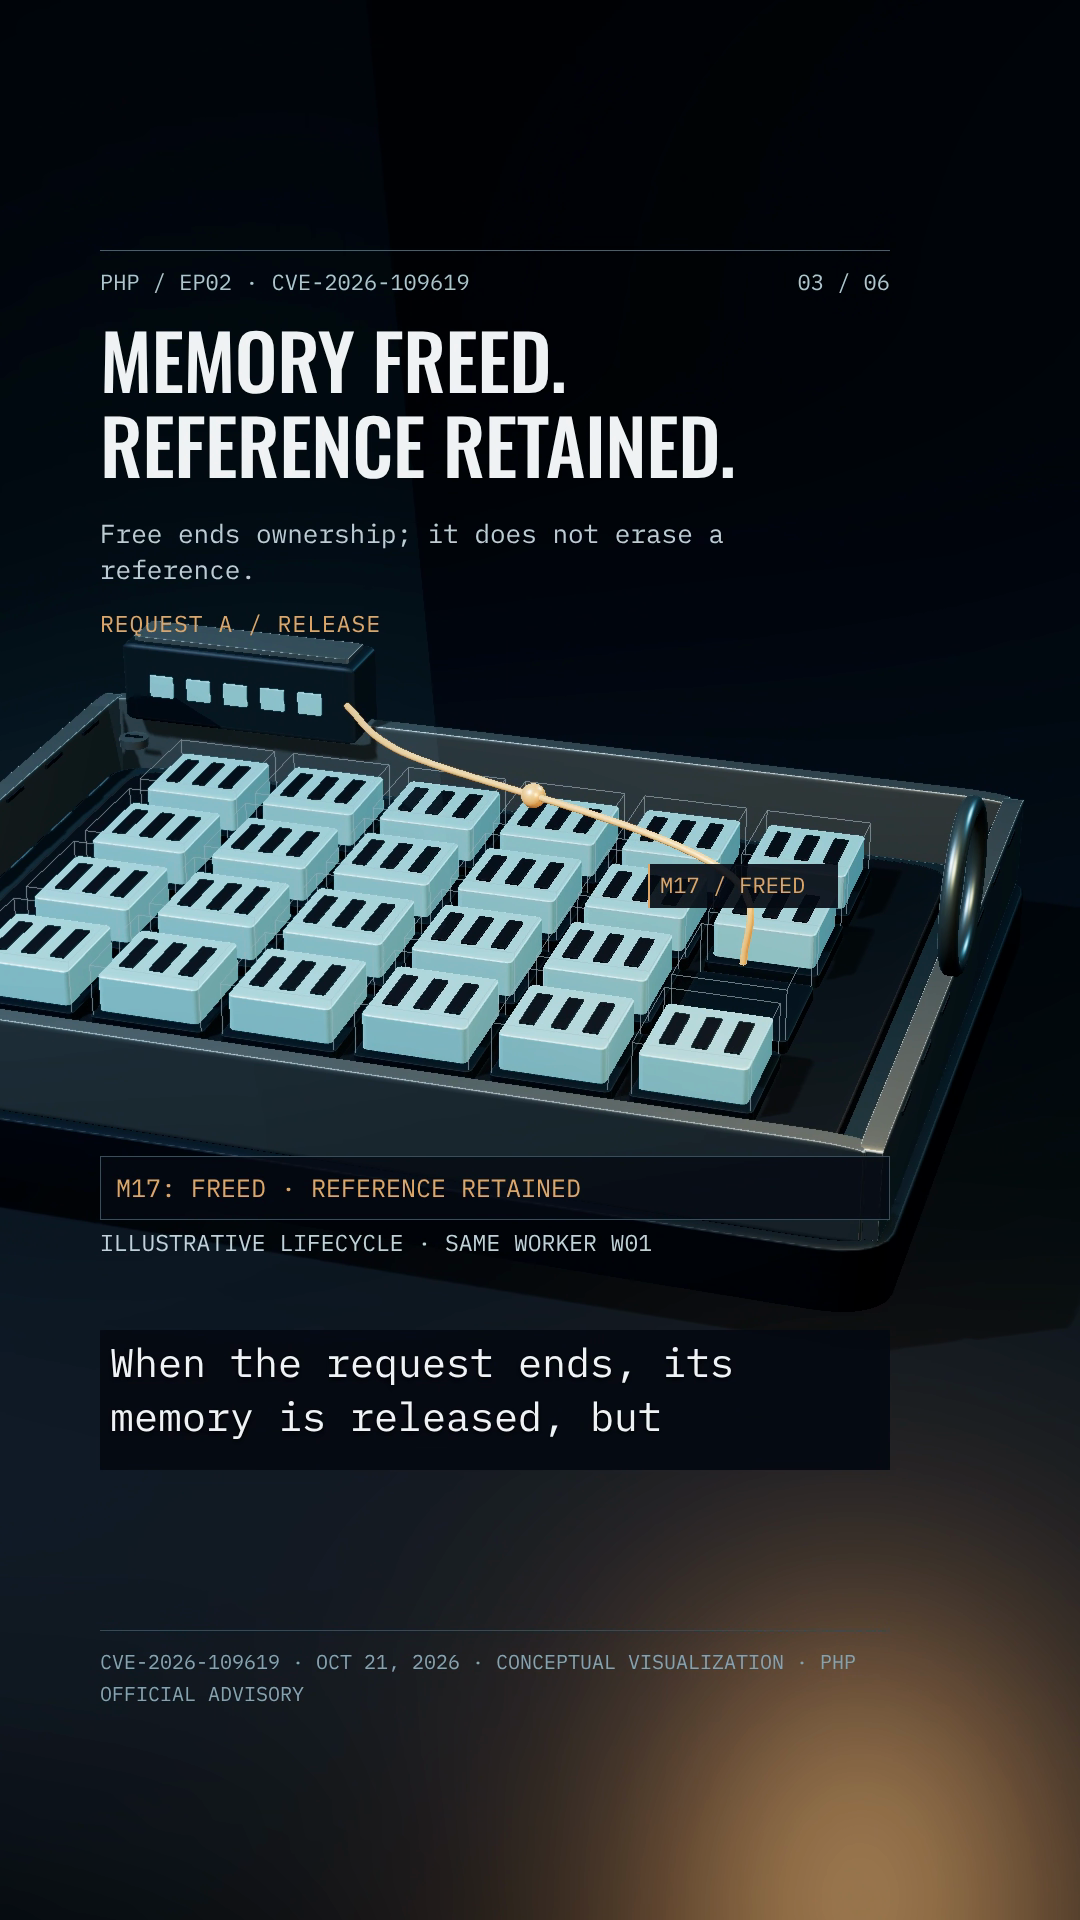 PHP / EP02 · CVE-2026-109619
03 / 06
MEMORY FREED.
REFERENCE RETAINED.
Free ends ownership; it does not erase a
reference.
REQUEST A / RELEASE
M17 / FREED
M17: FREED · REFERENCE RETAINED
ILLUSTRATIVE LIFECYCLE · SAME WORKER W01
When the request ends, its
memory is released, but
CVE-2026-109619 · OCT 21, 2026 · CONCEPTUAL VISUALIZATION · PHP
OFFICIAL ADVISORY